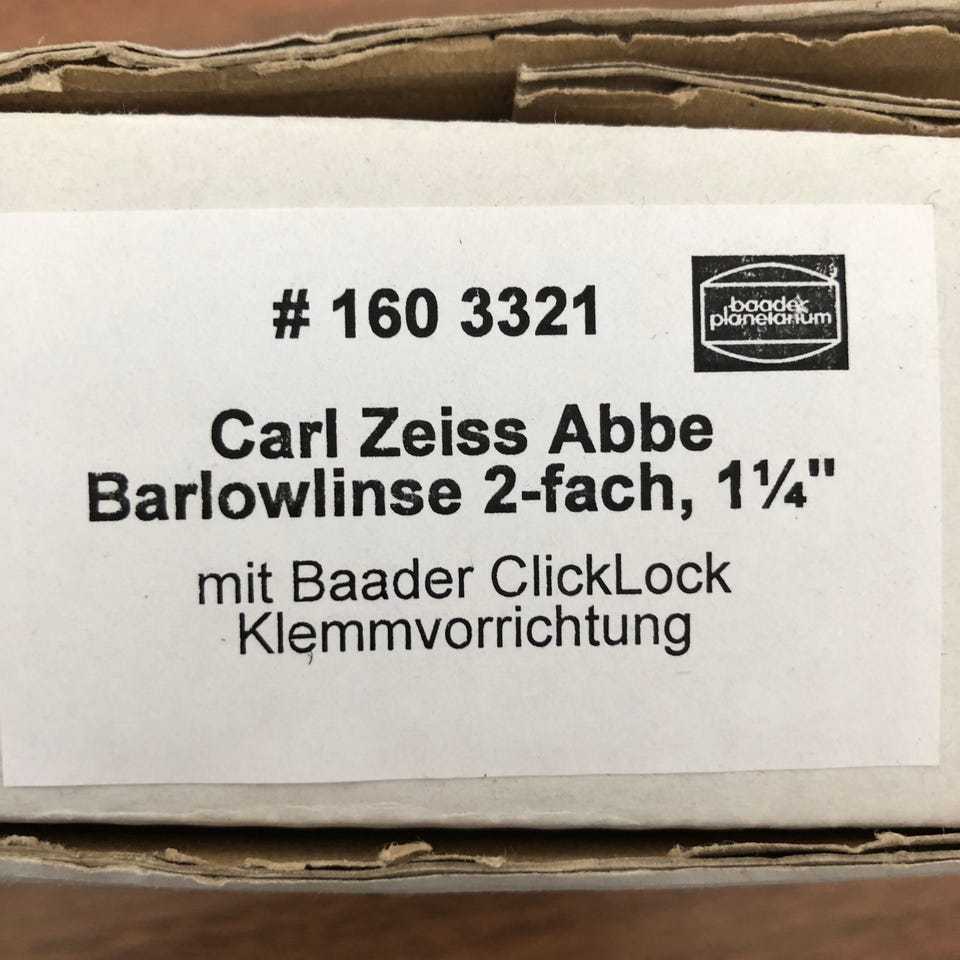 # 160 3321
baader
planetarium
Carl Zeiss Abbe
Barlowlinse 2-fach, 1¼"
mit Baader ClickLock
Klemmvorrichtung